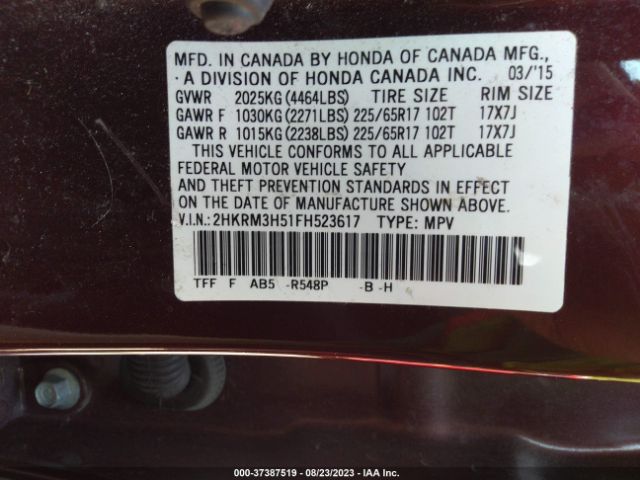 MFD. IN CANADA BY HONDA OF CANADA MFG.,
A DIVISION OF HONDA CANADA INC. 03/'15
GVWR 2025KG (4464LBS) TIRE SIZE RIM SIZE
GAWR F 1030KG (2271LBS) 225/65R17 102T 17X7J
GAWR R 1015KG (2238LBS) 225/65R17 102T 17X7J
THIS VEHICLE CONFORMS TO ALL APPLICABLE
FEDERAL MOTOR VEHICLE SAFETY
AND THEFT PREVENTION STANDARDS IN EFFECT
ON THE DATE OF MANUFACTURE SHOWN ABOVE.
V.I.N.: 2HKRM3H51FH523617 TYPE: MPV
TFF F AB5 -R548P -B -H
000-37387519 - 08/23/2023 - IAA Inc.